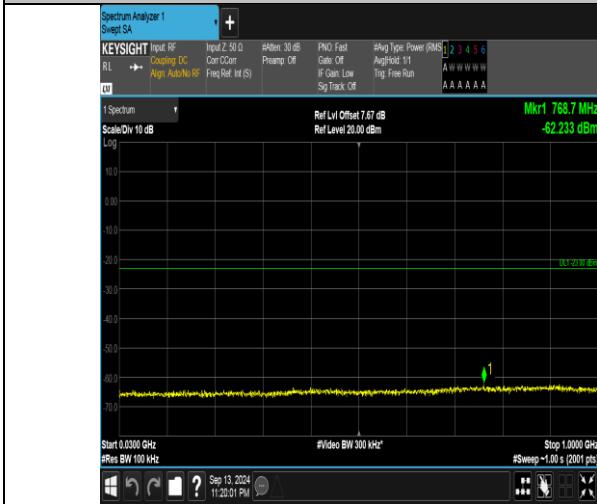 Spectrum Analyzer 1
Swept SA
+
KEYSIGHT Input: RF Input Z: 50 Ω #Atten: 30 dB PNO: Fast #Avg Type: Power (RMS 1 2 3 4 5 6
RL Coupling: DC Corr CCorr Preamp: Off Gate: Off Avg|Hold: 1/1 A W W W W W
Align: Auto/No RF Freq Ref: Int (S) IF Gain: Low Trig: Free Run
Sig Track: Off A A A A A A
LXI
1 Spectrum Ref Lvl Offset 7.67 dB Mkr1 768.7 MHz
Scale/Div 10 dB Ref Level 20.00 dBm -62.233 dBm
Log
10.0
0.00
-10.0
-20.0
DL1 -23.00 dBm
-30.0
-40.0
-50.0
1
-60.0
-70.0
Start 0.0300 GHz #Video BW 300 kHz* Stop 1.0000 GHz
#Res BW 100 kHz #Sweep ~1.00 s (2001 pts)
? Sep 13, 2024
11:20:01 PM